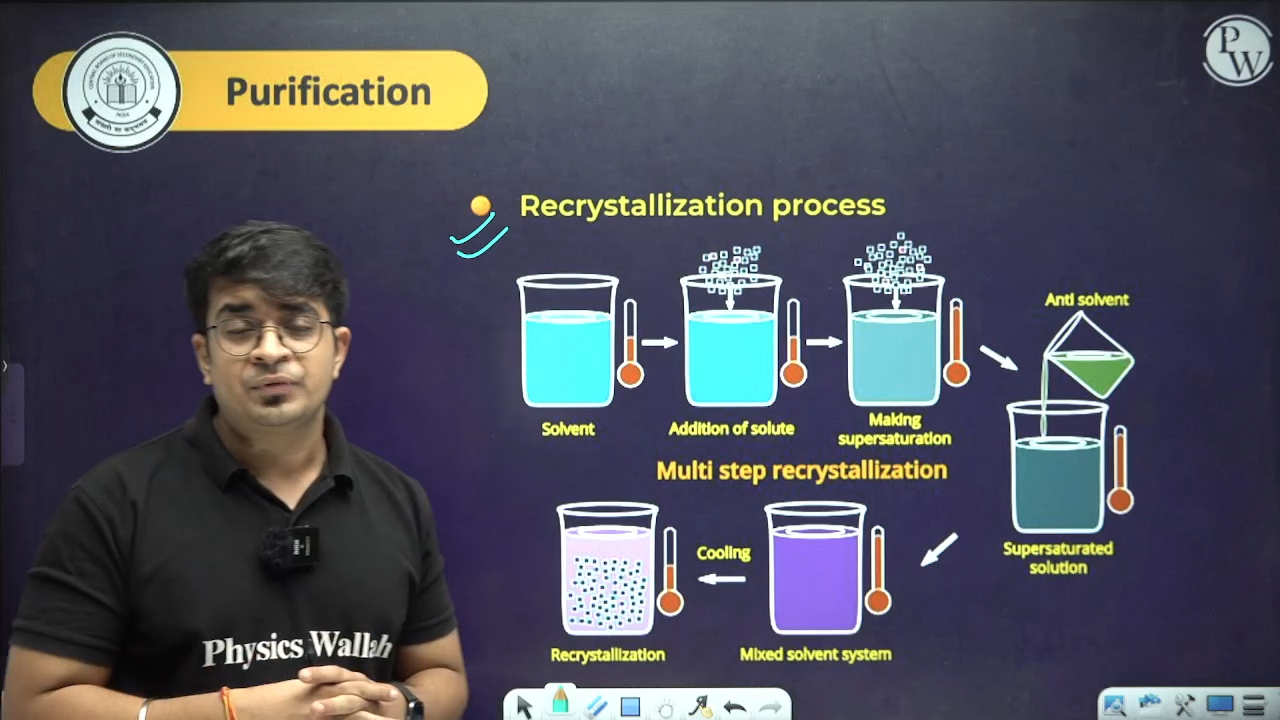 Purification
PW
Recrystallization process
Anti solvent
Solvent
Addition of solute
Making
supersaturation
Multi step recrystallization
Supersaturated
solution
Cooling
Recrystallization
Mixed solvent system
Physics Wallah